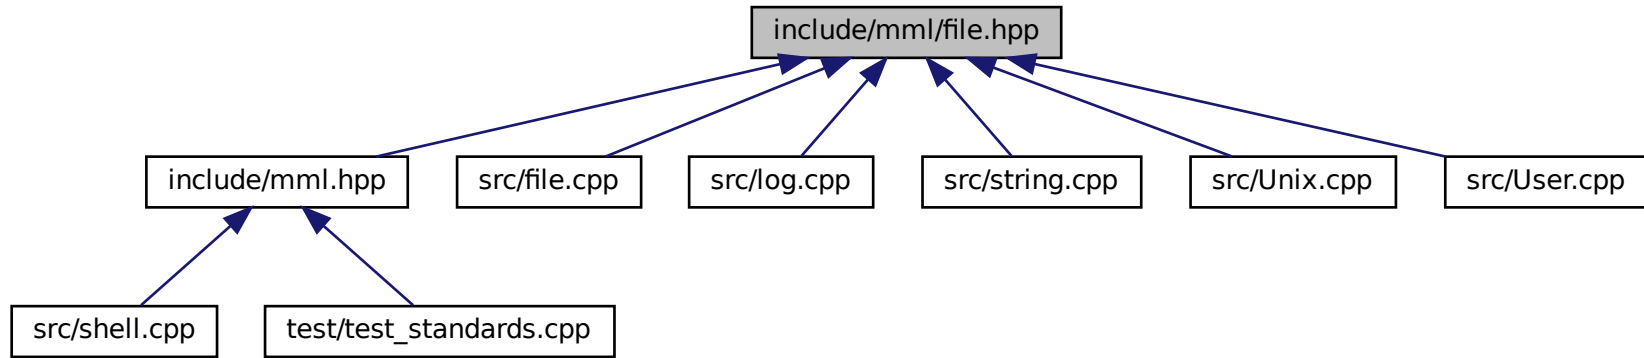 include/mml/file.hpp
include/mml.hpp
src/file.cpp
src/log.cpp
src/string.cpp
src/Unix.cpp
src/User.cpp
src/shell.cpp
test/test_standards.cpp